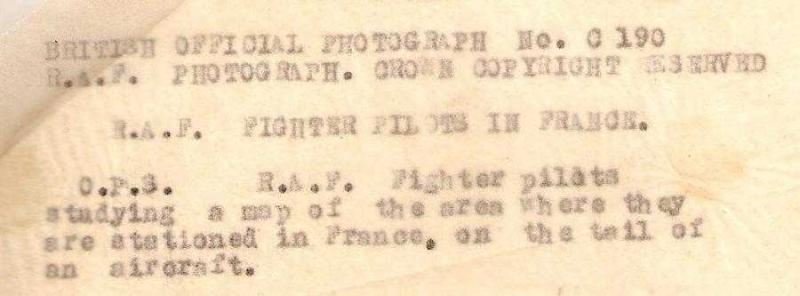 BRITISH OFFICIAL PHOTOGRAPH No. C 190
R.A.F. PHOTOGRAPH. CROWN COPYRIGHT RESERVED
R.A.F. FIGHTER PILOTS IN FRANCE.
O.P.S. R.A.F. Fighter pilots
studying a map of the area where they
are stationed in France, on the tail of
an aircraft.